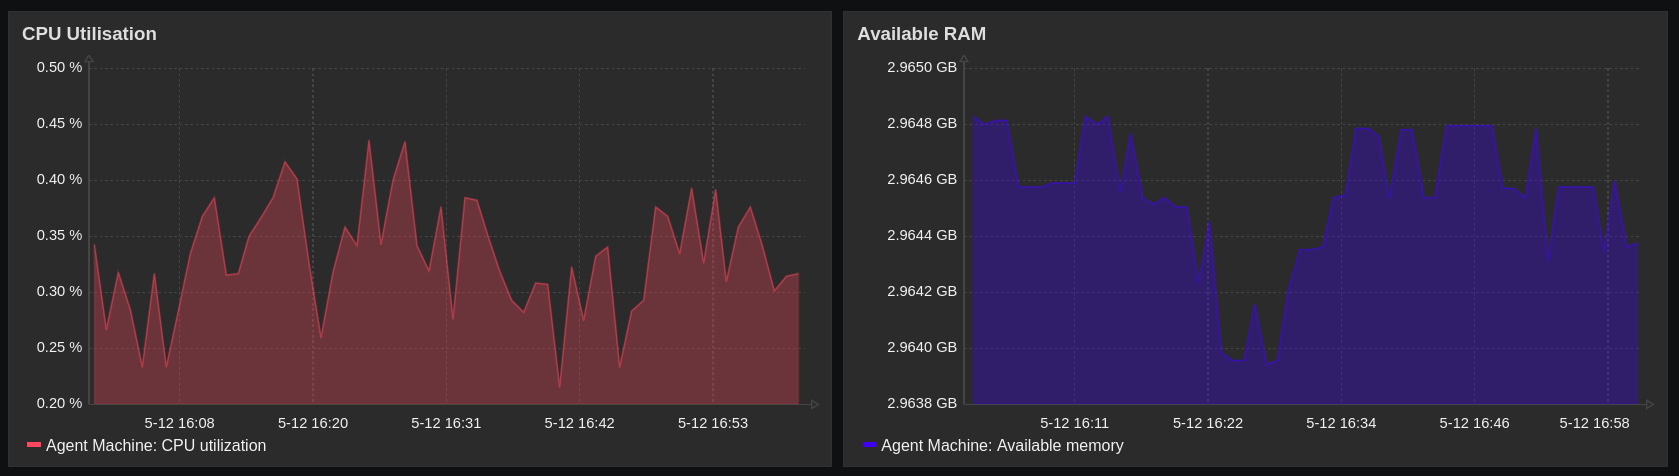 CPU Utilisation
0.50 %
0.45 %
0.40 %
0.35 %
0.30 %
0.25 %
0.20 %
5-12 16:08 5-12 16:20 5-12 16:31 5-12 16:42 5-12 16:53
Agent Machine: CPU utilization
Available RAM
2.9650 GB
2.9648 GB
2.9646 GB
2.9644 GB
2.9642 GB
2.9640 GB
2.9638 GB
5-12 16:11 5-12 16:22 5-12 16:34 5-12 16:46 5-12 16:58
Agent Machine: Available memory